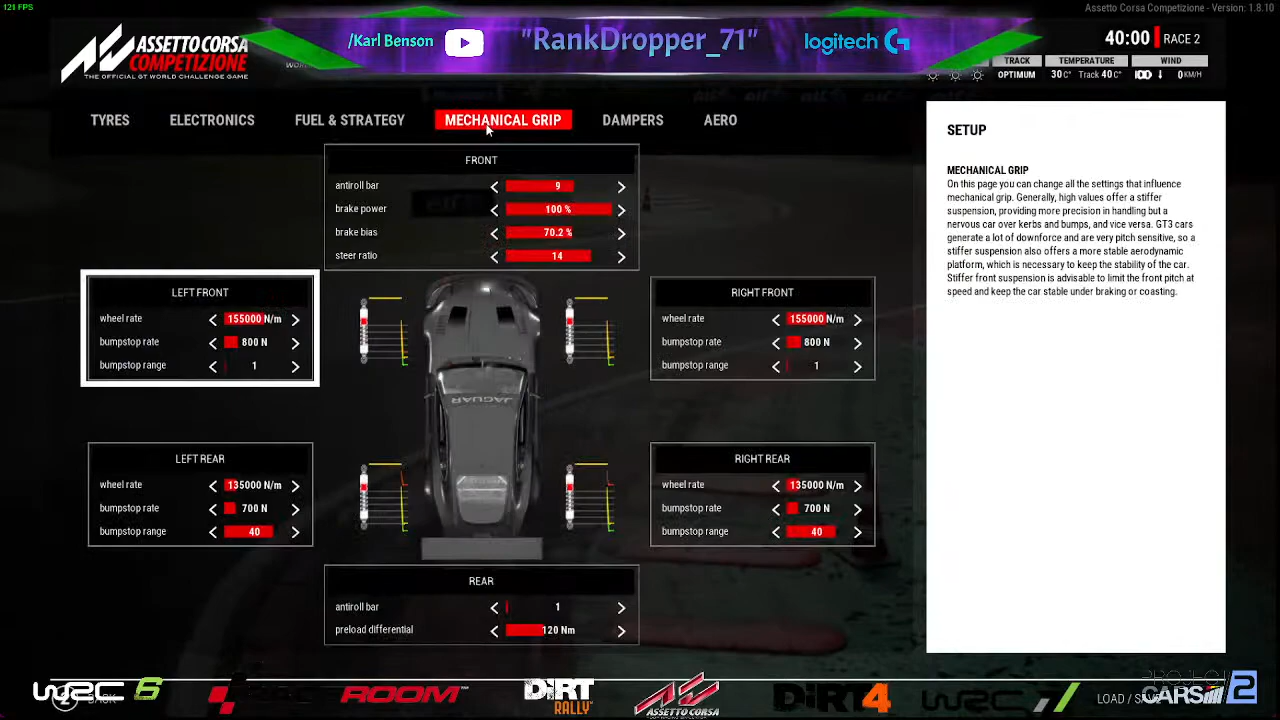 121 FPS
Assetto Corsa Competizione - Version: 1.8.10
ASSETTO CORSA
COMPETIZIONE
THE OFFICIAL GT WORLD CHALLENGE GAME
/Karl Benson
"RankDropper_71"
logitech G
40:00 RACE 2
TRACK TEMPERATURE WIND
OPTIMUM 30 C° Track 40 C° 0 KM/H
TYRES ELECTRONICS FUEL & STRATEGY MECHANICAL GRIP DAMPERS AERO
FRONT
antiroll bar 9
brake power 100 %
brake bias 70.2 %
steer ratio 14
LEFT FRONT
wheel rate 155000 N/m
bumpstop rate 800 N
bumpstop range 1
RIGHT FRONT
wheel rate 155000 N/m
bumpstop rate 800 N
bumpstop range 1
JAGUAR
LEFT REAR
wheel rate 135000 N/m
bumpstop rate 700 N
bumpstop range 40
RIGHT REAR
wheel rate 135000 N/m
bumpstop rate 700 N
bumpstop range 40
REAR
antiroll bar 1
preload differential 120 Nm
SETUP
MECHANICAL GRIP
On this page you can change all the settings that influence
mechanical grip. Generally, high values offer a stiffer
suspension, providing more precision in handling but a
nervous car over kerbs and bumps, and vice versa. GT3 cars
generate a lot of downforce and are very pitch sensitive, so a
stiffer suspension also offers a more stable aerodynamic
platform, which is necessary to keep the stability of the car.
Stiffer front suspension is advisable to limit the front pitch at
speed and keep the car stable under braking or coasting.
WRC 6
ROOM
DiRT
RALLY
ASSETTO CORSA
DiRT 4
WRC 7
PROJECT
CARS 2
BACK
LOAD / SAVE